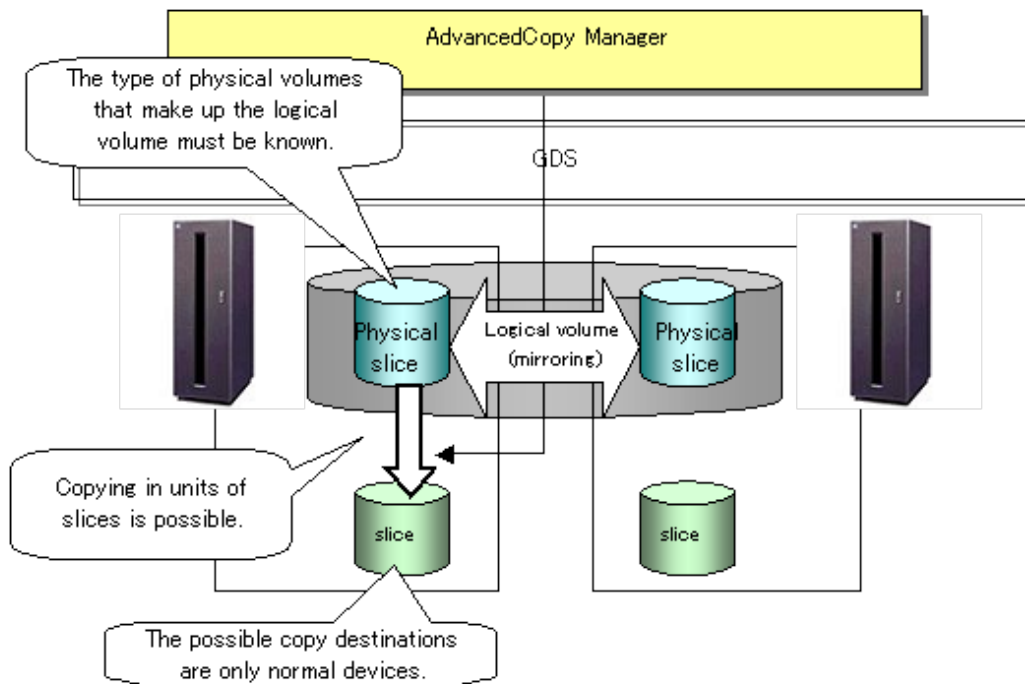 AdvancedCopy Manager
The type of physical volumes
that make up the logical
volume must be known.
GDS
Physical
slice
Logical volume
(mirroring)
Physical
slice
Copying in units of
slices is possible.
slice
slice
The possible copy destinations
are only normal devices.